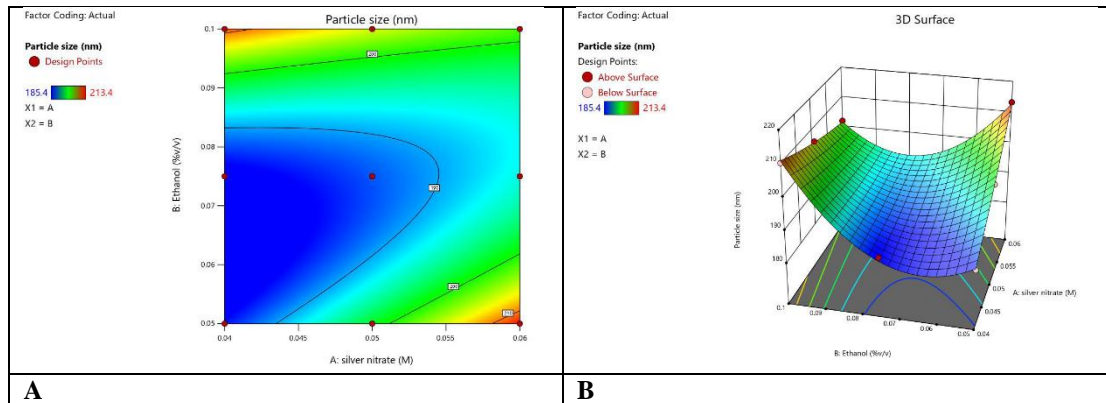 Factor Coding: Actual
Particle size (nm)
Particle size (nm)
Design Points
185.4 213.4
X1 = A
X2 = B
0.1
0.09
0.08
0.07
0.06
0.05
0.04 0.045 0.05 0.055 0.06
B: Ethanol (%v/v)
A: silver nitrate (M)
200
190
200
210
A
Factor Coding: Actual
3D Surface
Particle size (nm)
Design Points:
Above Surface
Below Surface
185.4 213.4
X1 = A
X2 = B
220
210
200
190
180
Particle size (nm)
0.1
0.09
0.08
0.07
0.06
0.05
0.04
0.045
0.05
0.055
0.06
A: silver nitrate (M)
B: Ethanol (%v/v)
B